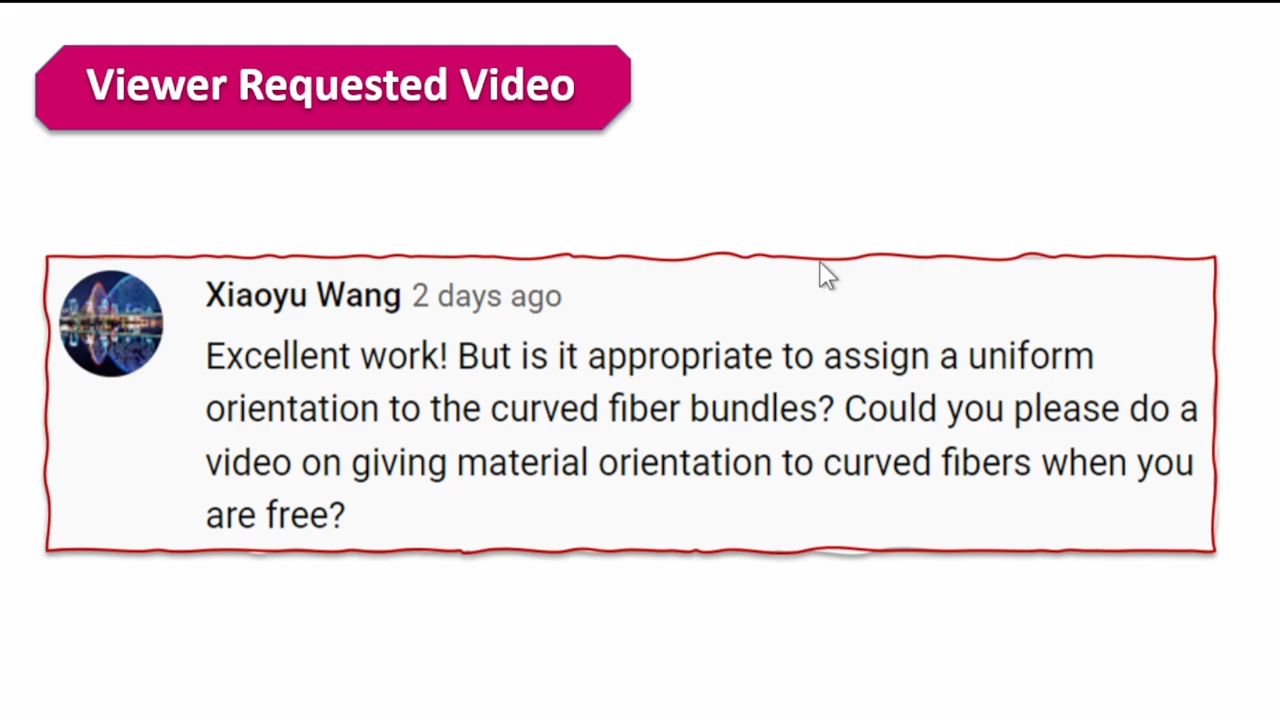 Viewer Requested Video
Xiaoyu Wang 2 days ago
Excellent work! But is it appropriate to assign a uniform
orientation to the curved fiber bundles? Could you please do a
video on giving material orientation to curved fibers when you
are free?